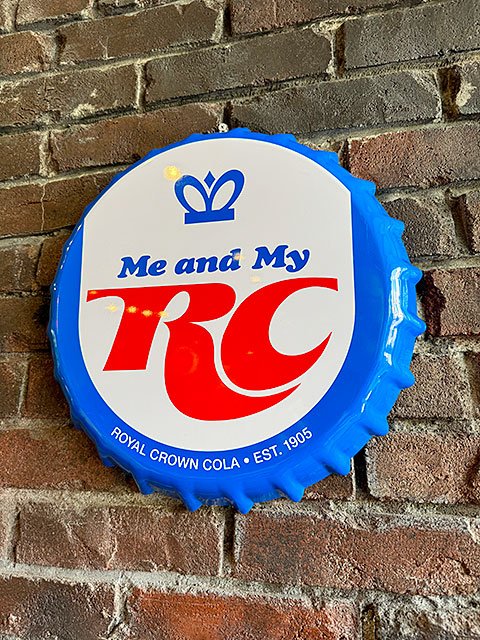 Me and My
RC
ROYAL CROWN COLA • EST. 1905